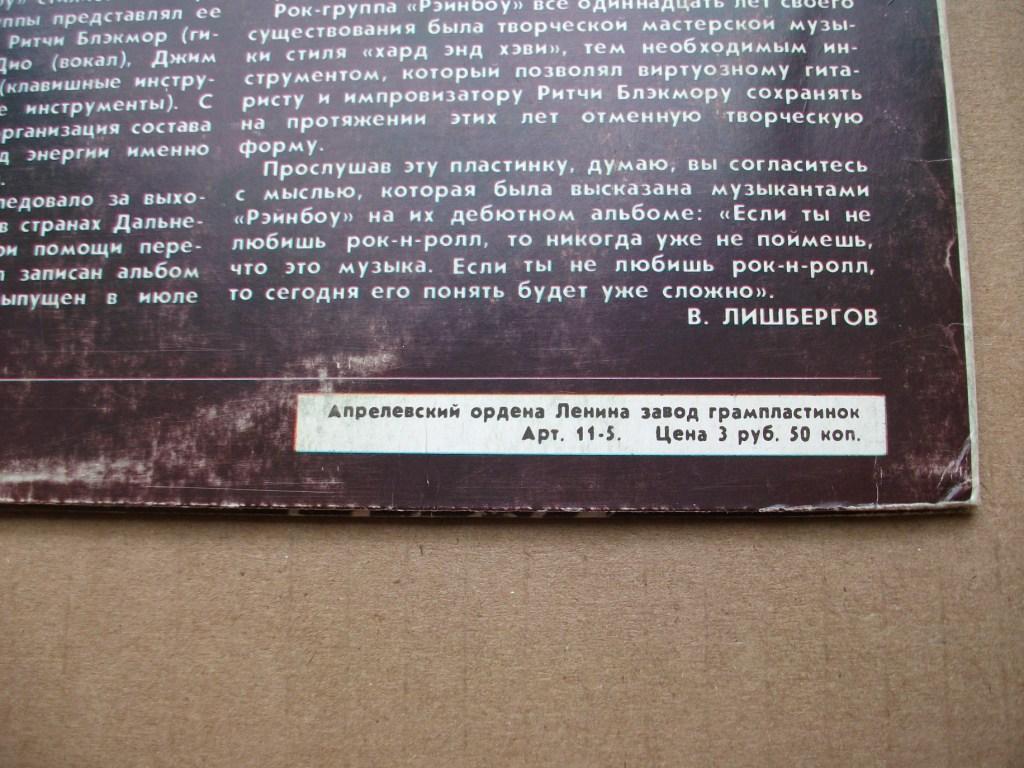 ппы представлял ее
Ритчи Блэкмор (ги-
Дио (вокал), Джим
(клавишные инстру-
е инструменты). С
рганизация состава
д энергии именно
ледовало за выхо-
в странах Дальне-
ри помощи пере-
л записан альбом
ыпущен в июле
Рок-группа «Рэйнбоу» все одиннадцать лет своего
существования была творческой мастерской музы-
ки стиля «хард энд хэви», тем необходимым ин-
струментом, который позволял виртуозному гита-
ристу и импровизатору Ритчи Блэкмору сохранять
на протяжении этих лет отменную творческую
форму.
Прослушав эту пластинку, думаю, вы согласитесь
с мыслью, которая была высказана музыкантами
«Рэйнбоу» на их дебютном альбоме: «Если ты не
любишь рок-н-ролл, то никогда уже не поймешь,
что это музыка. Если ты не любишь рок-н-ролл,
то сегодня его понять будет уже сложно».
В. ЛИШБЕРГОВ
Апрелевский ордена Ленина завод грампластинок
Арт. 11-5. Цена 3 руб. 50 коп.